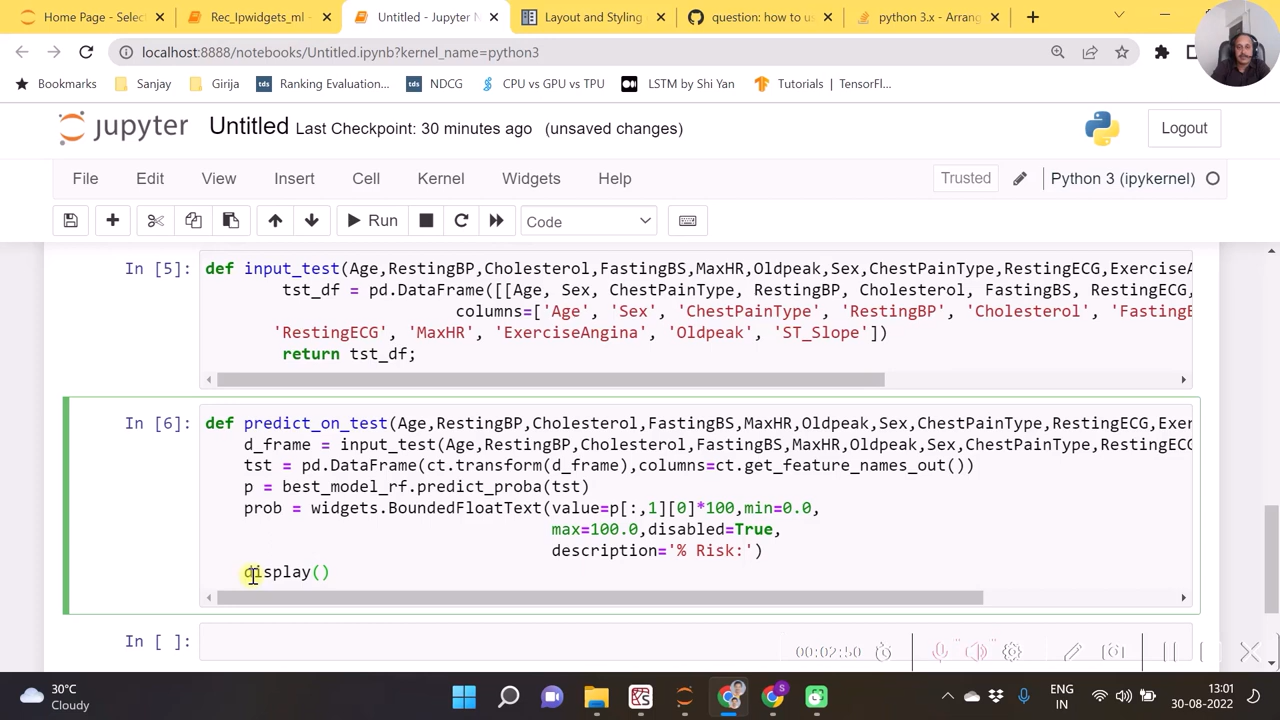 Home Page - Selec
Rec_Ipwidgets_ml -
Untitled - Jupyter N
Layout and Styling
question: how to us
python 3.x - Arrang
localhost:8888/notebooks/Untitled.ipynb?kernel_name=python3
Bookmarks
Sanjay
Girija
tds
Ranking Evaluation...
tds
NDCG
CPU vs GPU vs TPU
LSTM by Shi Yan
Tutorials | TensorFl...
jupyter
Untitled
Last Checkpoint: 30 minutes ago
(unsaved changes)
Logout
File
Edit
View
Insert
Cell
Kernel
Widgets
Help
Trusted
Python 3 (ipykernel)
Run
Code
In [5]:
def input_test(Age,RestingBP,Cholesterol,FastingBS,MaxHR,Oldpeak,Sex,ChestPainType,RestingECG,ExerciseA
tst_df = pd.DataFrame([[Age, Sex, ChestPainType, RestingBP, Cholesterol, FastingBS, RestingECG,
columns=['Age', 'Sex', 'ChestPainType', 'RestingBP', 'Cholesterol', 'FastingB
'RestingECG', 'MaxHR', 'ExerciseAngina', 'Oldpeak', 'ST_Slope'])
return tst_df;
In [6]:
def predict_on_test(Age,RestingBP,Cholesterol,FastingBS,MaxHR,Oldpeak,Sex,ChestPainType,RestingECG,Exer
d_frame = input_test(Age,RestingBP,Cholesterol,FastingBS,MaxHR,Oldpeak,Sex,ChestPainType,RestingECG
tst = pd.DataFrame(ct.transform(d_frame),columns=ct.get_feature_names_out())
p = best_model_rf.predict_proba(tst)
prob = widgets.BoundedFloatText(value=p[:,1][0]*100,min=0.0,
max=100.0,disabled=True,
description='% Risk:')
display()
In [ ]:
00:02:50
30°C
Cloudy
ENG
IN
13:01
30-08-2022